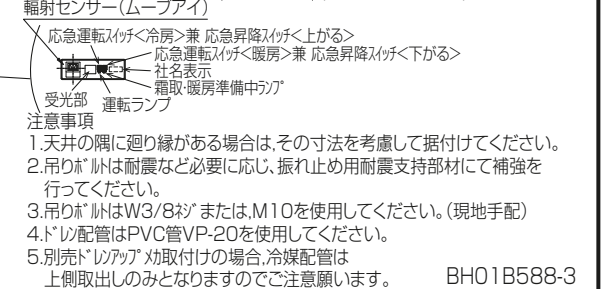 輻射センサー(ムーブアイ)
応急運転スイッチ<冷房>兼 応急昇降スイッチ<上がる>
応急運転スイッチ<暖房>兼 応急昇降スイッチ<下がる>
社名表示
霜取・暖房準備中ランプ
受光部
運転ランプ
注意事項
1.天井の隅に廻り縁がある場合は,その寸法を考慮して据付けてください。
2.吊りボルトは耐震など必要に応じ、振れ止め用耐震支持部材にて補強を
行ってください。
3.吊りボルトはW3/8ネジまたは,M10を使用してください。(現地手配)
4.ドレン配管はPVC管VP-20を使用してください。
5.別売ドレンアップメカ取付けの場合,冷媒配管は
上側取出しのみとなりますのでご注意願います。
BH01B588-3